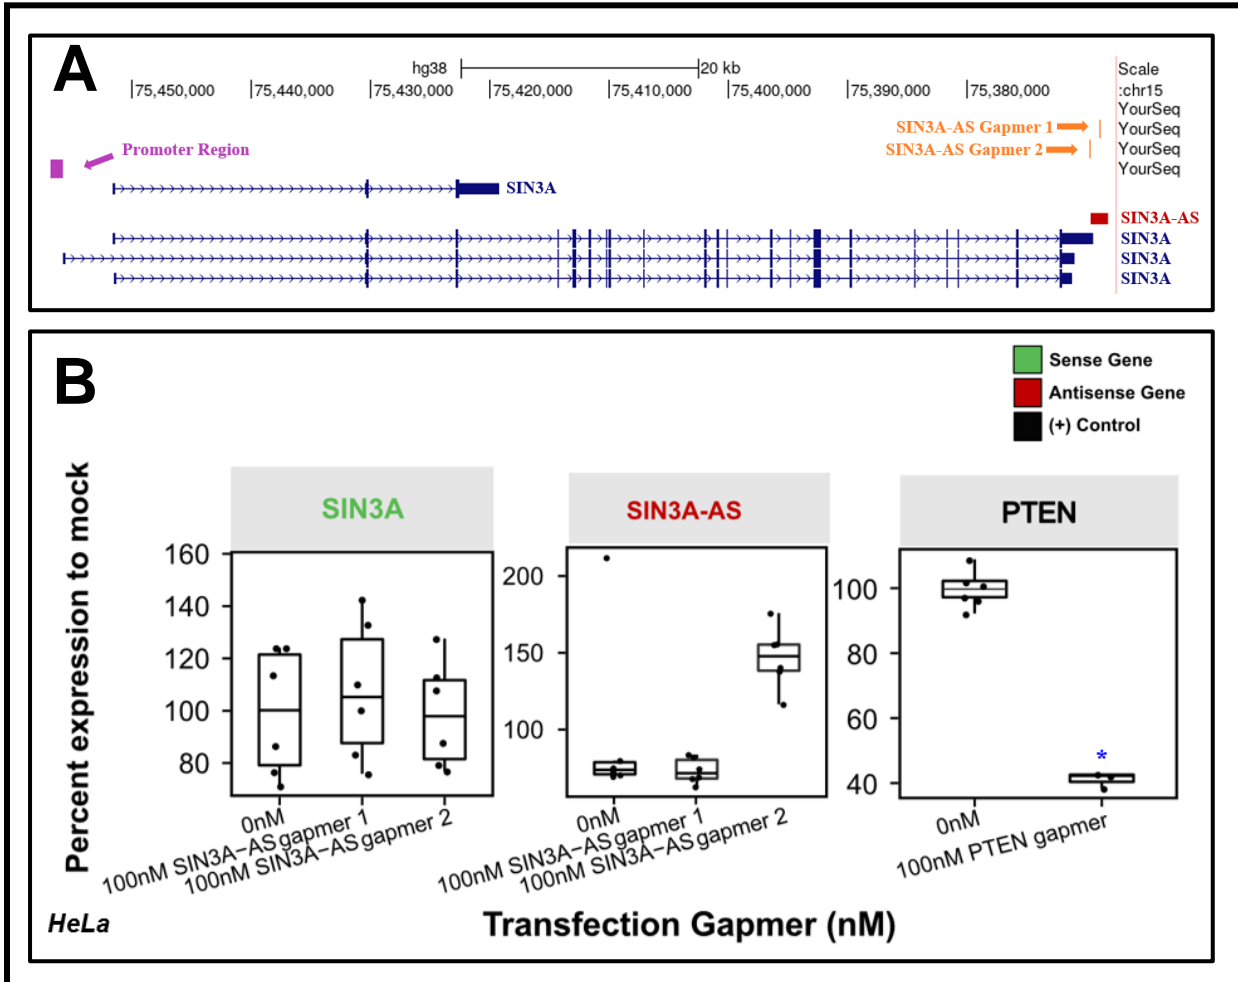 A
hg38 20 kb
|75,450,000 |75,440,000 |75,430,000 |75,420,000 |75,410,000 |75,400,000 |75,390,000 |75,380,000
Scale
:chr15
YourSeq
SIN3A-AS Gapmer 1 YourSeq
SIN3A-AS Gapmer 2 YourSeq
Promoter Region
YourSeq
SIN3A
SIN3A-AS
SIN3A
SIN3A
SIN3A
B
Sense Gene
Antisense Gene
(+) Control
Percent expression to mock
SIN3A
160
140
120
100
80
0nM
100nM SIN3A-AS gapmer 1
100nM SIN3A-AS gapmer 2
SIN3A-AS
200
150
100
0nM
100nM SIN3A-AS gapmer 1
100nM SIN3A-AS gapmer 2
PTEN
100
80
60
40
*
0nM
100nM PTEN gapmer
HeLa
Transfection Gapmer (nM)